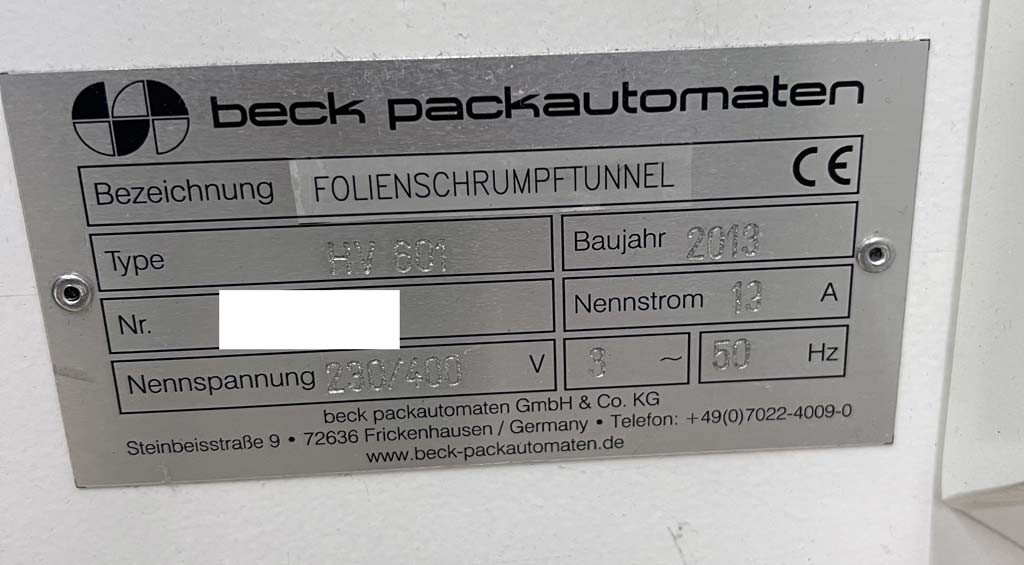 beck packautomaten
Bezeichnung FOLIENSCHRUMPFTUNNEL CE
Type HV 601
Baujahr 2013
Nr.
Nennstrom 13 A
Nennspannung 230/400 V 3 ~ 50 Hz
beck packautomaten GmbH & Co. KG
Steinbeisstraße 9 • 72636 Frickenhausen / Germany • Telefon: +49(0)7022-4009-0
www.beck-packautomaten.de